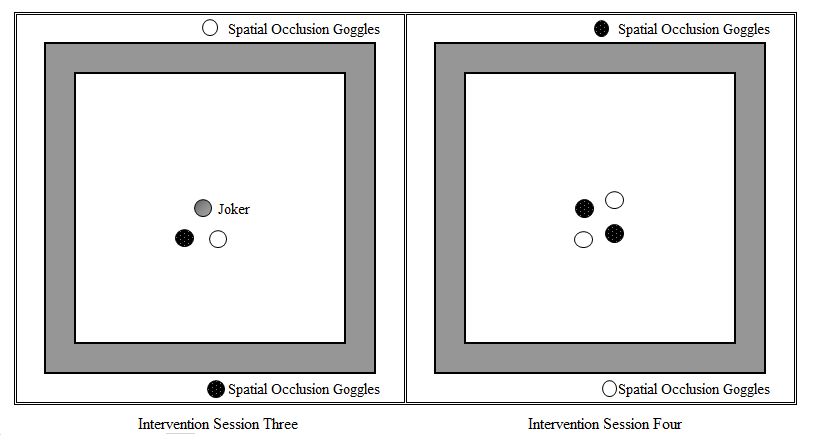 Spatial Occlusion Goggles
Spatial Occlusion Goggles
Joker
Spatial Occlusion Goggles
Spatial Occlusion Goggles
Intervention Session Three
Intervention Session Four